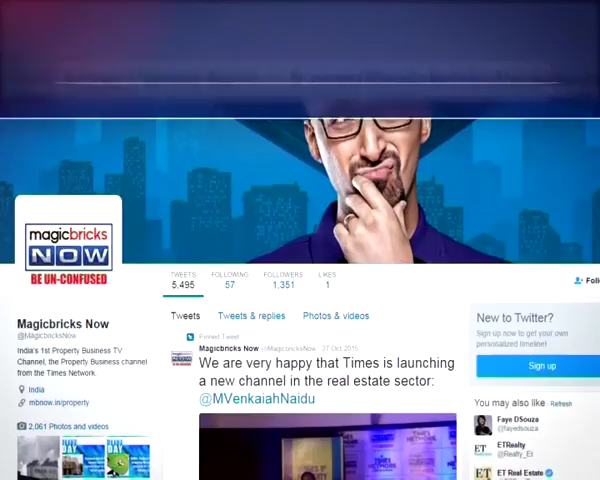 magicbricks
NOW
BE UN-CONFUSED
TWEETS
5,495
FOLLOWING
57
FOLLOWERS
1,351
LIKES
1
Magicbricks Now
@MagicbricksNow
India's 1st Property Business TV
Channel, the Property Business channel
from the Times Network.
India
mbnow.in/property
2,061 Photos and videos
Tweets Tweets & replies Photos & videos
Pinned Tweet
Magicbricks Now @MagicbricksNow · 27 Oct 2015
We are very happy that Times is launching
a new channel in the real estate sector:
@MVenkaiahNaidu
New to Twitter?
Sign up now to get your own
personalized timeline!
Sign up
You may also like · Refresh
Faye DSouza
@fayedsouza
ETRealty
@Realty_Et
ET Real Estate